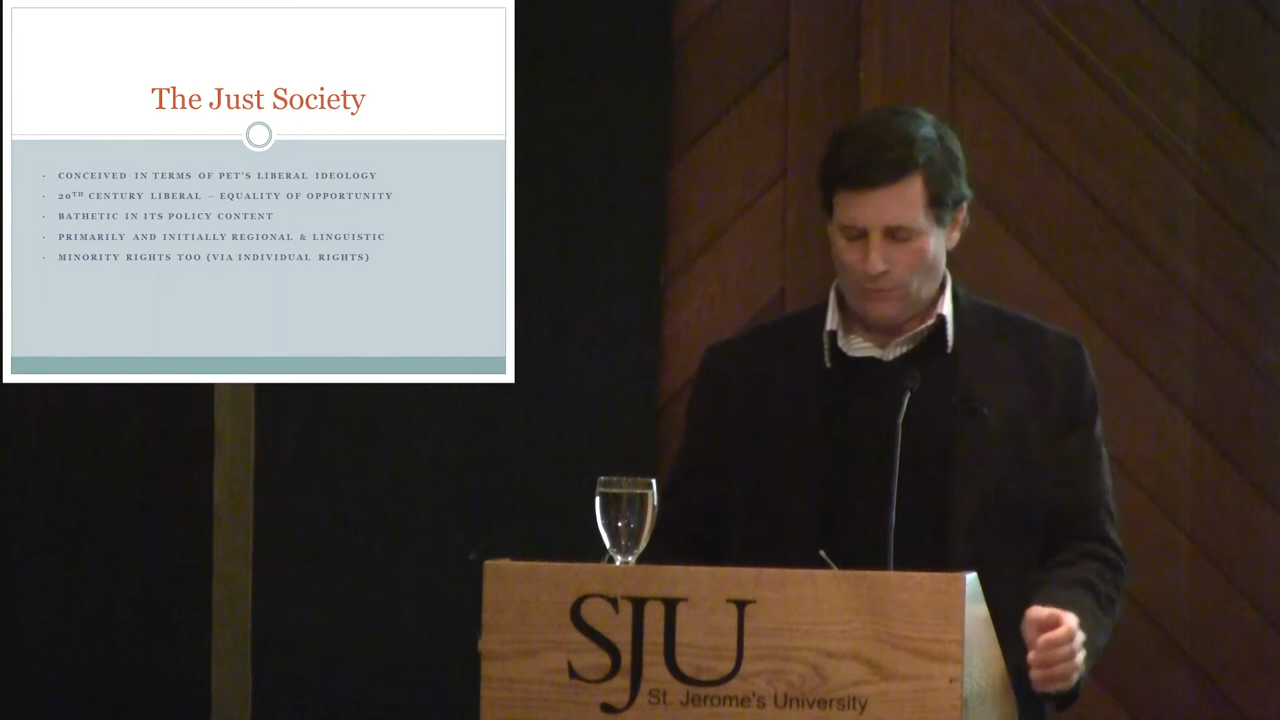 The Just Society
CONCEIVED IN TERMS OF PET'S LIBERAL IDEOLOGY
20TH CENTURY LIBERAL – EQUALITY OF OPPORTUNITY
BATHETIC IN ITS POLICY CONTENT
PRIMARILY AND INITIALLY REGIONAL & LINGUISTIC
MINORITY RIGHTS TOO (VIA INDIVIDUAL RIGHTS)
SJU
St. Jerome's University